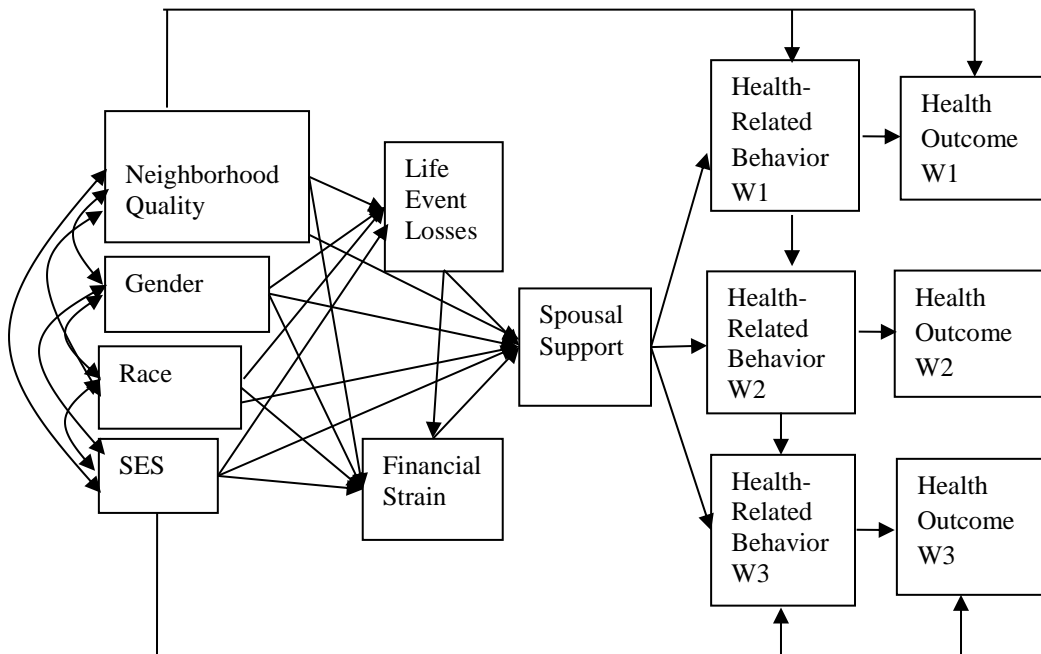 Neighborhood
Quality
Gender
Race
SES
Life
Event
Losses
Financial
Strain
Spousal
Support
Health-
Related
Behavior
W1
Health
Outcome
W1
Health-
Related
Behavior
W2
Health
Outcome
W2
Health-
Related
Behavior
W3
Health
Outcome
W3